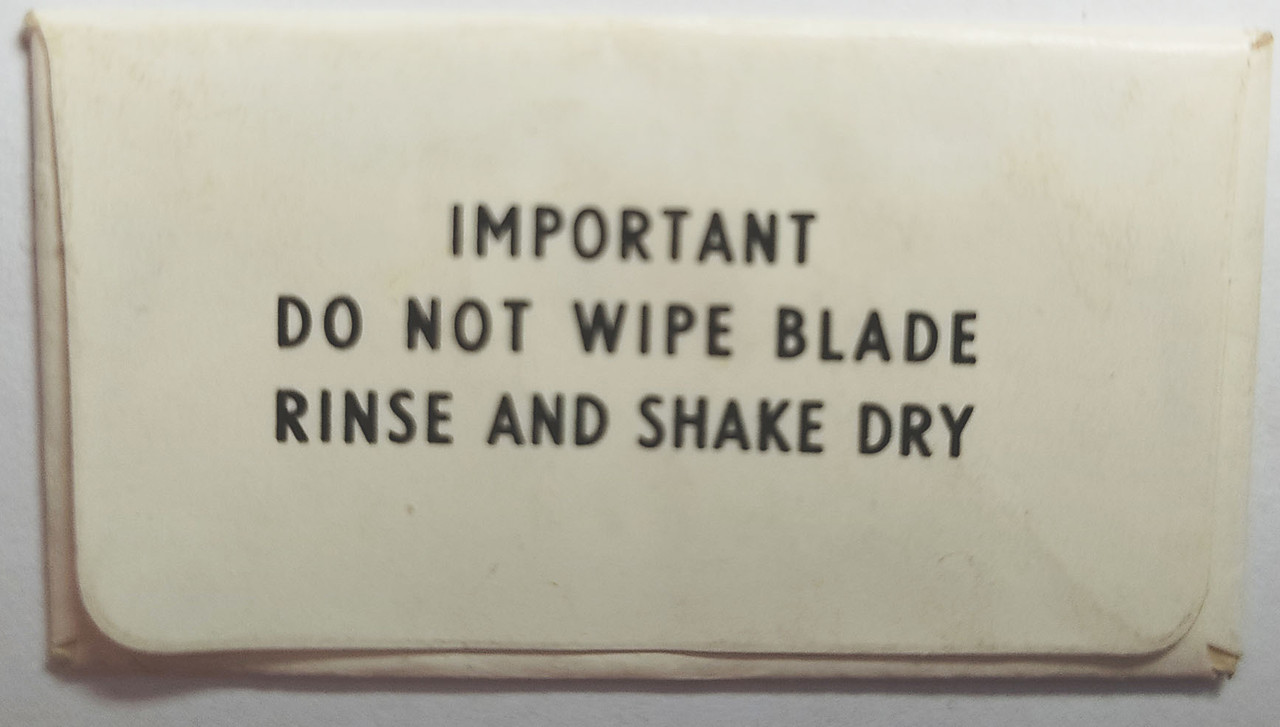 IMPORTANT
DO NOT WIPE BLADE
RINSE AND SHAKE DRY